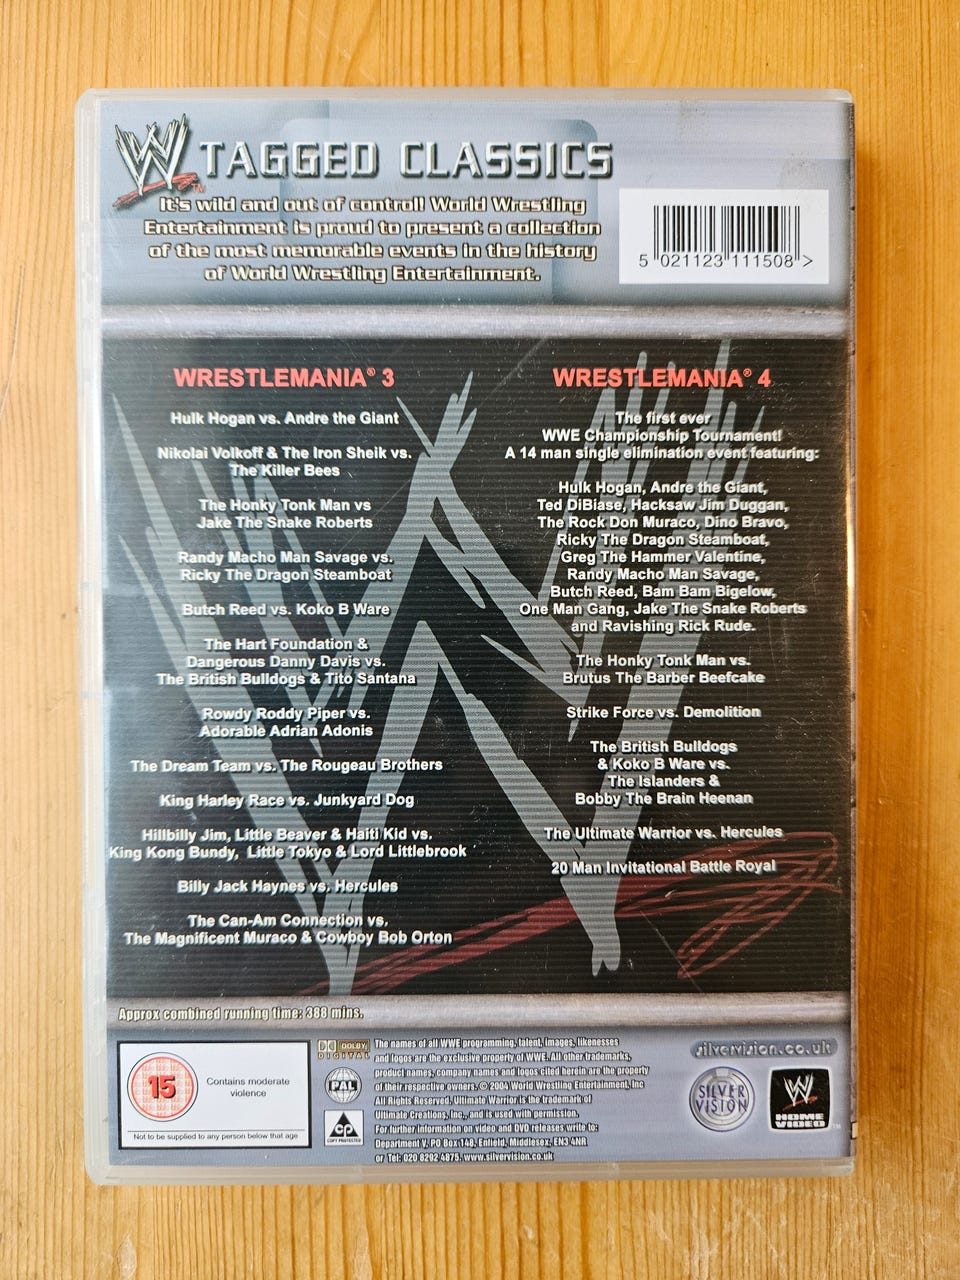 W TAGGED CLASSICS
TM
It's wild and out of control! World Wrestling
Entertainment is proud to present a collection
of the most memorable events in the history
of World Wrestling Entertainment.
5 021123 111508 >
WRESTLEMANIA® 3
Hulk Hogan vs. Andre the Giant
Nikolai Volkoff & The Iron Sheik vs.
The Killer Bees
The Honky Tonk Man vs
Jake The Snake Roberts
Randy Macho Man Savage vs.
Ricky The Dragon Steamboat
Butch Reed vs. Koko B Ware
The Hart Foundation &
Dangerous Danny Davis vs.
The British Bulldogs & Tito Santana
Rowdy Roddy Piper vs.
Adorable Adrian Adonis
The Dream Team vs. The Rougeau Brothers
King Harley Race vs. Junkyard Dog
Hillbilly Jim, Little Beaver & Haiti Kid vs.
King Kong Bundy, Little Tokyo & Lord Littlebrook
Billy Jack Haynes vs. Hercules
The Can-Am Connection vs,
The Magnificent Muraco & Cowboy Bob Orton
WRESTLEMANIA® 4
The first ever
WWE Championship Tournament!
A 14 man single elimination event featuring:
Hulk Hogan, Andre the Giant,
Ted DiBiase, Hacksaw Jim Duggan,
The Rock Don Muraco, Dino Bravo,
Ricky The Dragon Steamboat,
Greg The Hammer Valentine,
Randy Macho Man Savage,
Butch Reed, Bam Bam Bigelow,
One Man Gang, Jake The Snake Roberts
and Ravishing Rick Rude.
The Honky Tonk Man vs.
Brutus The Barber Beefcake
Strike Force vs. Demolition
The British Bulldogs
& Koko B Ware vs.
The Islanders &
Bobby The Brain Heenan
The Ultimate Warrior vs. Hercules
20 Man Invitational Battle Royal
Approx combined running time: 388 mins.
15
Contains moderate
violence
Not to be supplied to any person below that age
DOLBY
DIGITAL
PAL
CP
COPY PROTECTED
The names of all WWE programming, talent, images, likenesses
and logos are the exclusive property of WWE. All other trademarks,
product names, company names and logos cited herein are the property
of their respective owners. © 2004 World Wrestling Entertainment, Inc
All Rights Reserved. Ultimate Warrior is the trademark of
Ultimate Creations, Inc., and is used with permission.
For further information on video and DVD releases write to:
Department V, PO Box 148, Enfield, Middlesex, EN3 4NR
or Tel: 020 8292 4875. www.silvervision.co.uk
silvervision.co.uk
SILVER
VISION
W
HOME
VIDEO
TM